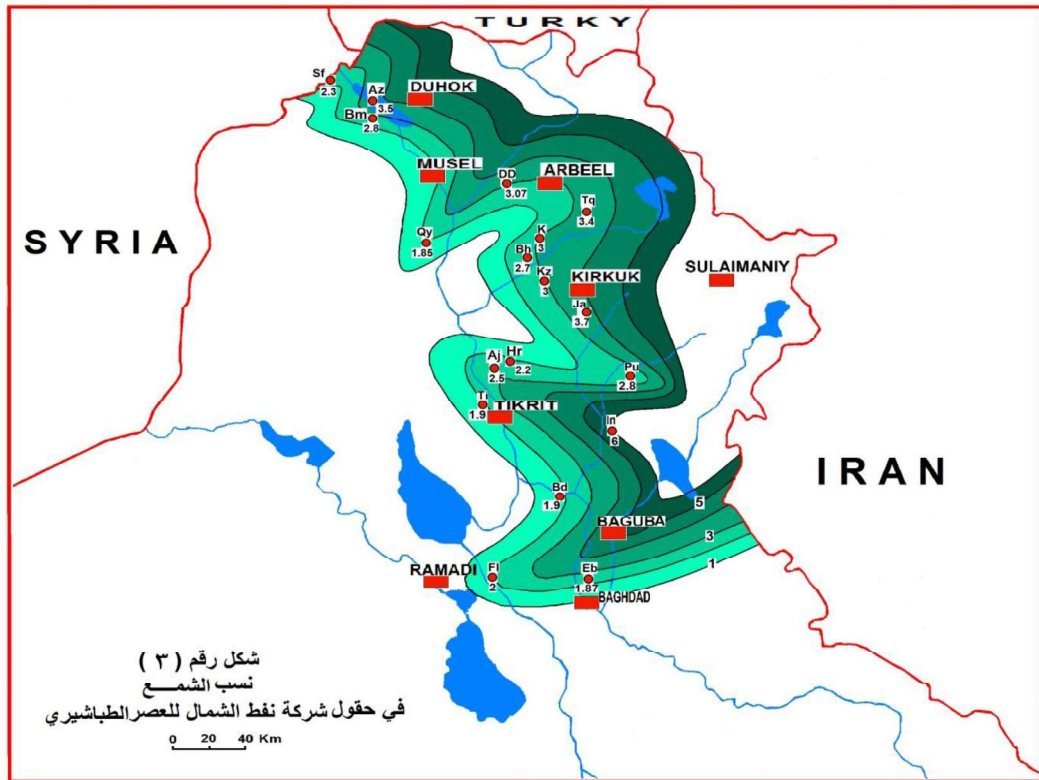 TURKY
Sf
2.3
Az
3.5
DUHOK
Bm
2.8
MUSEL
DD
3.07
ARBEEL
Tq
3.4
SYRIA
Qy
1.85
K
3
Bh
2.7
Kz
3
KIRKUK
SULAIMANIY
Ja
3.7
Aj
2.5
Hr
2.2
Pu
2.8
Ti
1.9
TIKRIT
In
6
IRAN
Bd
1.9
5
BAGUBA
3
1
RAMADI
Fl
2
Eb
1.87
BAGHDAD
شكل رقم ( ٣ )
نسب الشمـــع
في حقول شركة نفط الشمال للعصرالطباشيري
0 20 40 Km